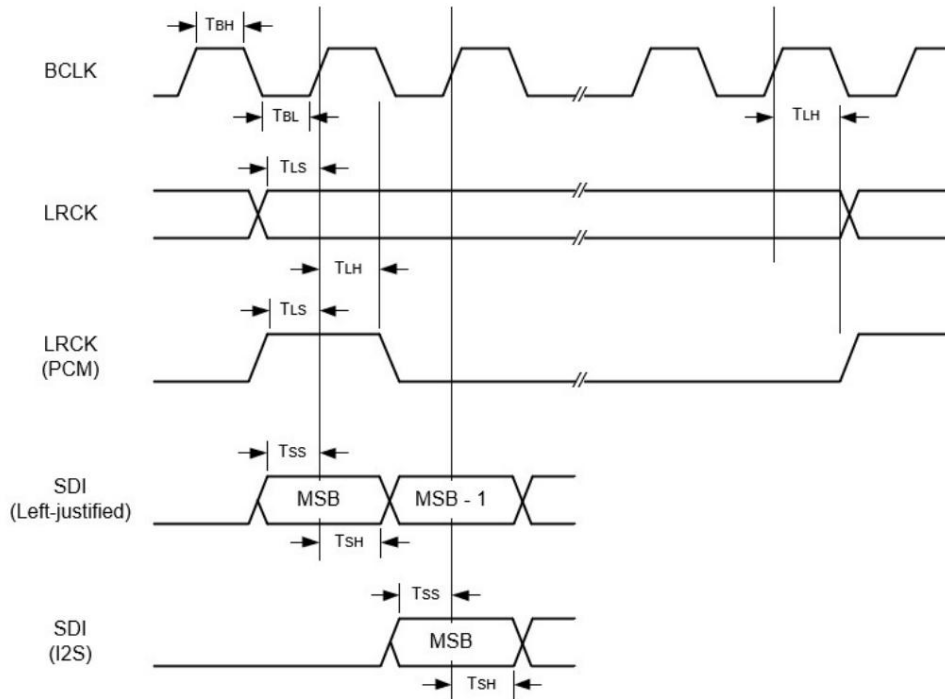 TBH
BCLK
TBL
TLH
TLS
LRCK
TLH
TLS
LRCK
(PCM)
TSS
SDI
(Left-justified)
MSB
MSB - 1
TSH
TSS
SDI
(I2S)
MSB
TSH